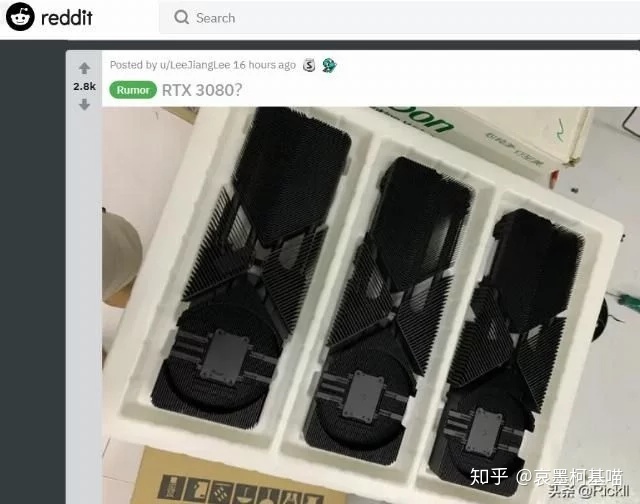 reddit
Search
Posted by u/LeeJiangLee 16 hours ago
2.8k
Rumor
RTX 3080?
知乎 @哀墨柯基喵
头条 @PICHII